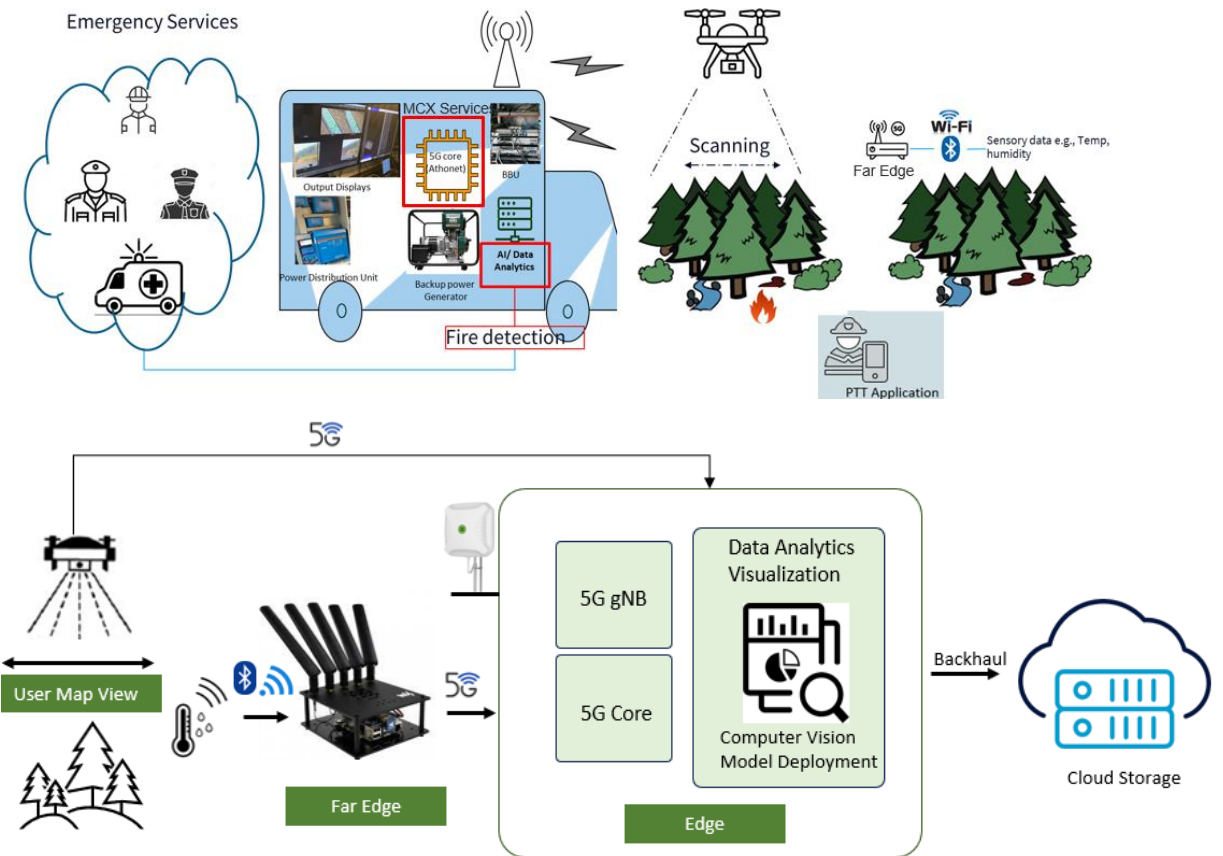 Emergency Services
MCX Services
5G core
(Athonet)
Output Displays
BBU
Power Distribution Unit
Backup power
Generator
AI/ Data
Analytics
Fire detection
Scanning
5G
Wi-Fi
Far Edge
Sensory data e.g., Temp,
humidity
PTT Application
5G
User Map View
5G
Far Edge
5G gNB
5G Core
Data Analytics
Visualization
Computer Vision
Model Deployment
Edge
Backhaul
Cloud Storage